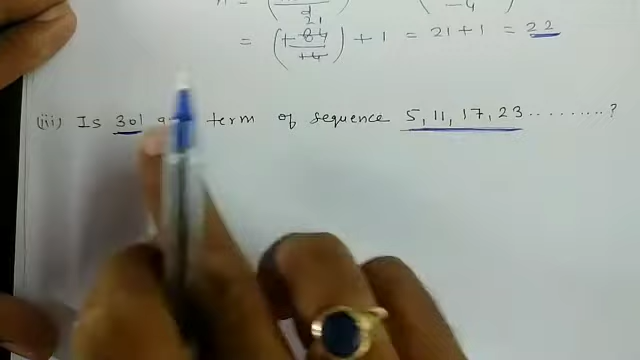 = ( + 84 / + 4 ) + 1 = 21 + 1 = 22
(iii) Is 301 term of sequence 5, 11, 17, 23 .........?